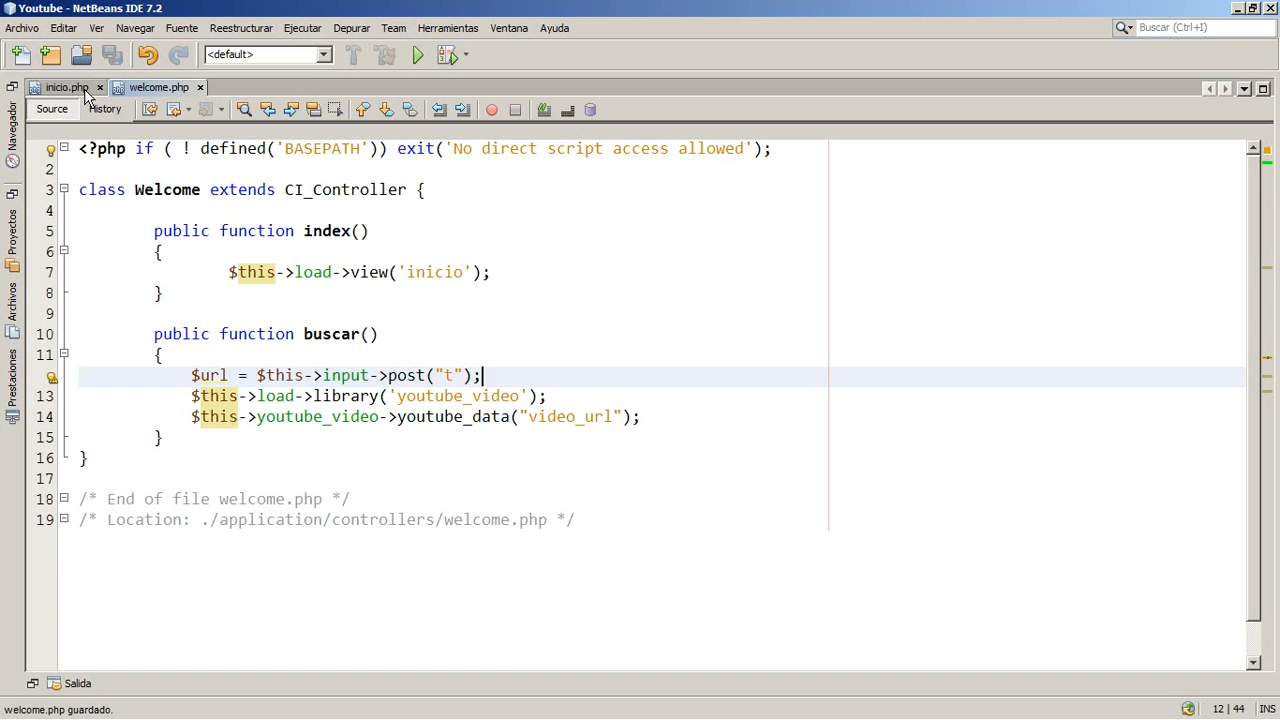 Youtube - NetBeans IDE 7.2
Archivo Editar Ver Navegar Fuente Reestructurar Ejecutar Depurar Team Herramientas Ventana Ayuda
Buscar (Ctrl+I)
<default>
inicio.php welcome.php
Source History
Navegador
Proyectos
Archivos
Prestaciones
<?php if ( ! defined('BASEPATH')) exit('No direct script access allowed');
2
3 class Welcome extends CI_Controller {
4
5 public function index()
6 {
7 $this->load->view('inicio');
8 }
9
10 public function buscar()
11 {
$url = $this->input->post("t");
13 $this->load->library('youtube_video');
14 $this->youtube_video->youtube_data("video_url");
15 }
16 }
17
18 /* End of file welcome.php */
19 /* Location: ./application/controllers/welcome.php */
Salida
welcome.php guardado.
12 | 44 INS